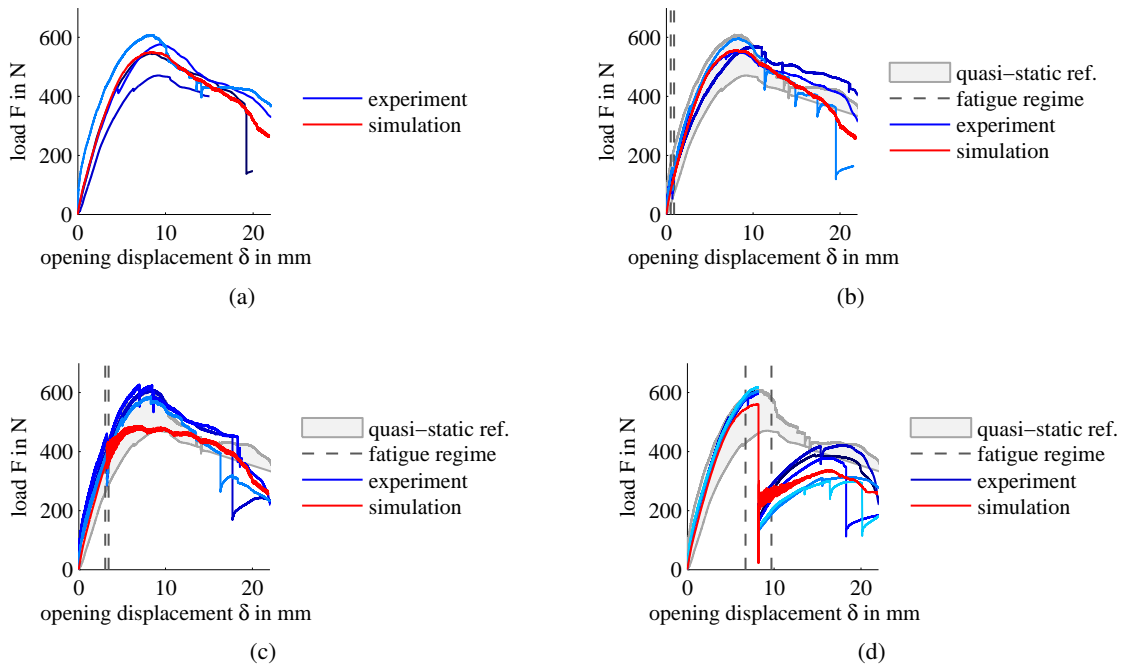 600
400
200
0
0 10 20
load F in N
opening displacement δ in mm
experiment
simulation
(a)
600
400
200
0
0 10 20
load F in N
opening displacement δ in mm
quasi−static ref.
fatigue regime
experiment
simulation
(b)
600
400
200
0
0 10 20
load F in N
opening displacement δ in mm
quasi−static ref.
fatigue regime
experiment
simulation
(c)
600
400
200
0
0 10 20
load F in N
opening displacement δ in mm
quasi−static ref.
fatigue regime
experiment
simulation
(d)